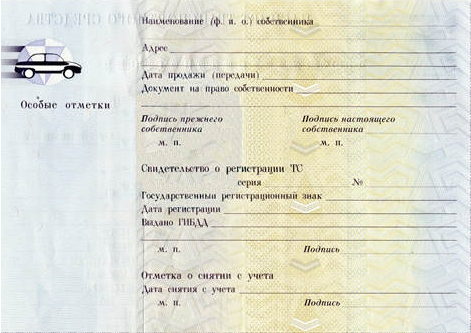 Наименование (ф. и. о.) собственника
Адрес
Дата продажи (передачи)
Документ на право собственности
Особые отметки
Подпись прежнего собственника
Подпись настоящего собственника
м. п.
м. п.
Свидетельство о регистрации ТС
серия №
Государственный регистрационный знак
Дата регистрации
Выдано ГИБДД
м. п. Подпись
Отметка о снятии с учета
Дата снятия с учета
м. п. Подпись